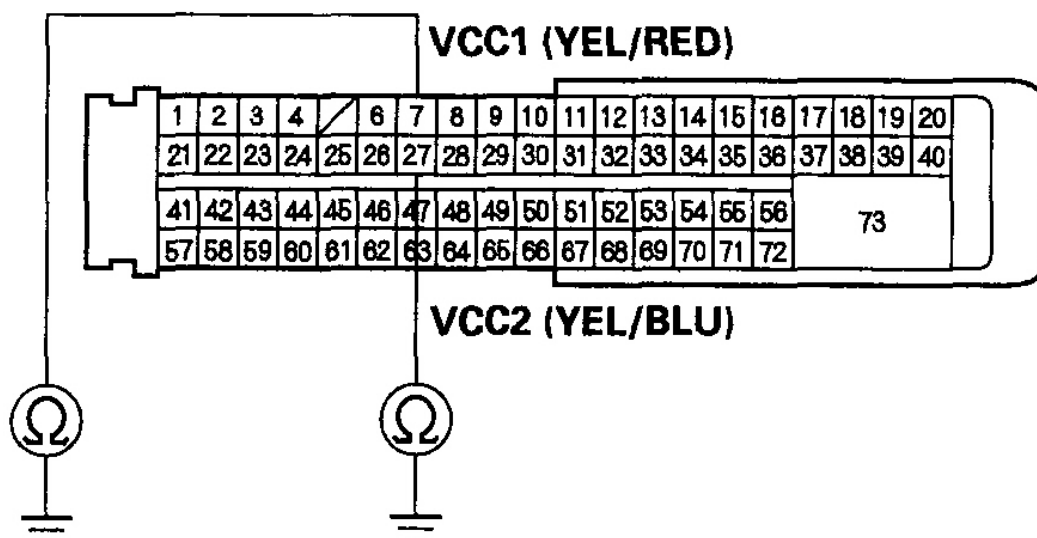 VCC1 (YEL/RED)
1 2 3 4 6 7 8 9 10 11 12 13 14 15 16 17 18 19 20
21 22 23 24 25 26 27 28 29 30 31 32 33 34 35 36 37 38 39 40
41 42 43 44 45 46 47 48 49 50 51 52 53 54 55 56 73
57 58 59 60 61 62 63 64 65 66 67 68 69 70 71 72
VCC2 (YEL/BLU)
Ω Ω